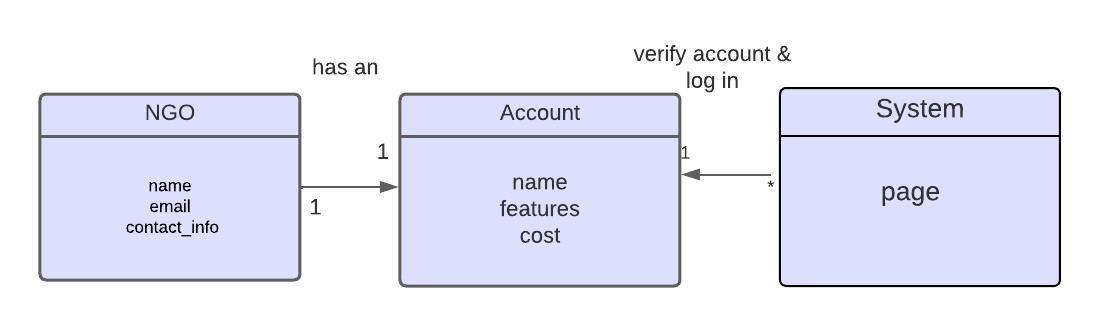 has an
verify account &
log in
NGO
Account
System
1
1
*
1
name
email
contact_info
name
features
cost
page